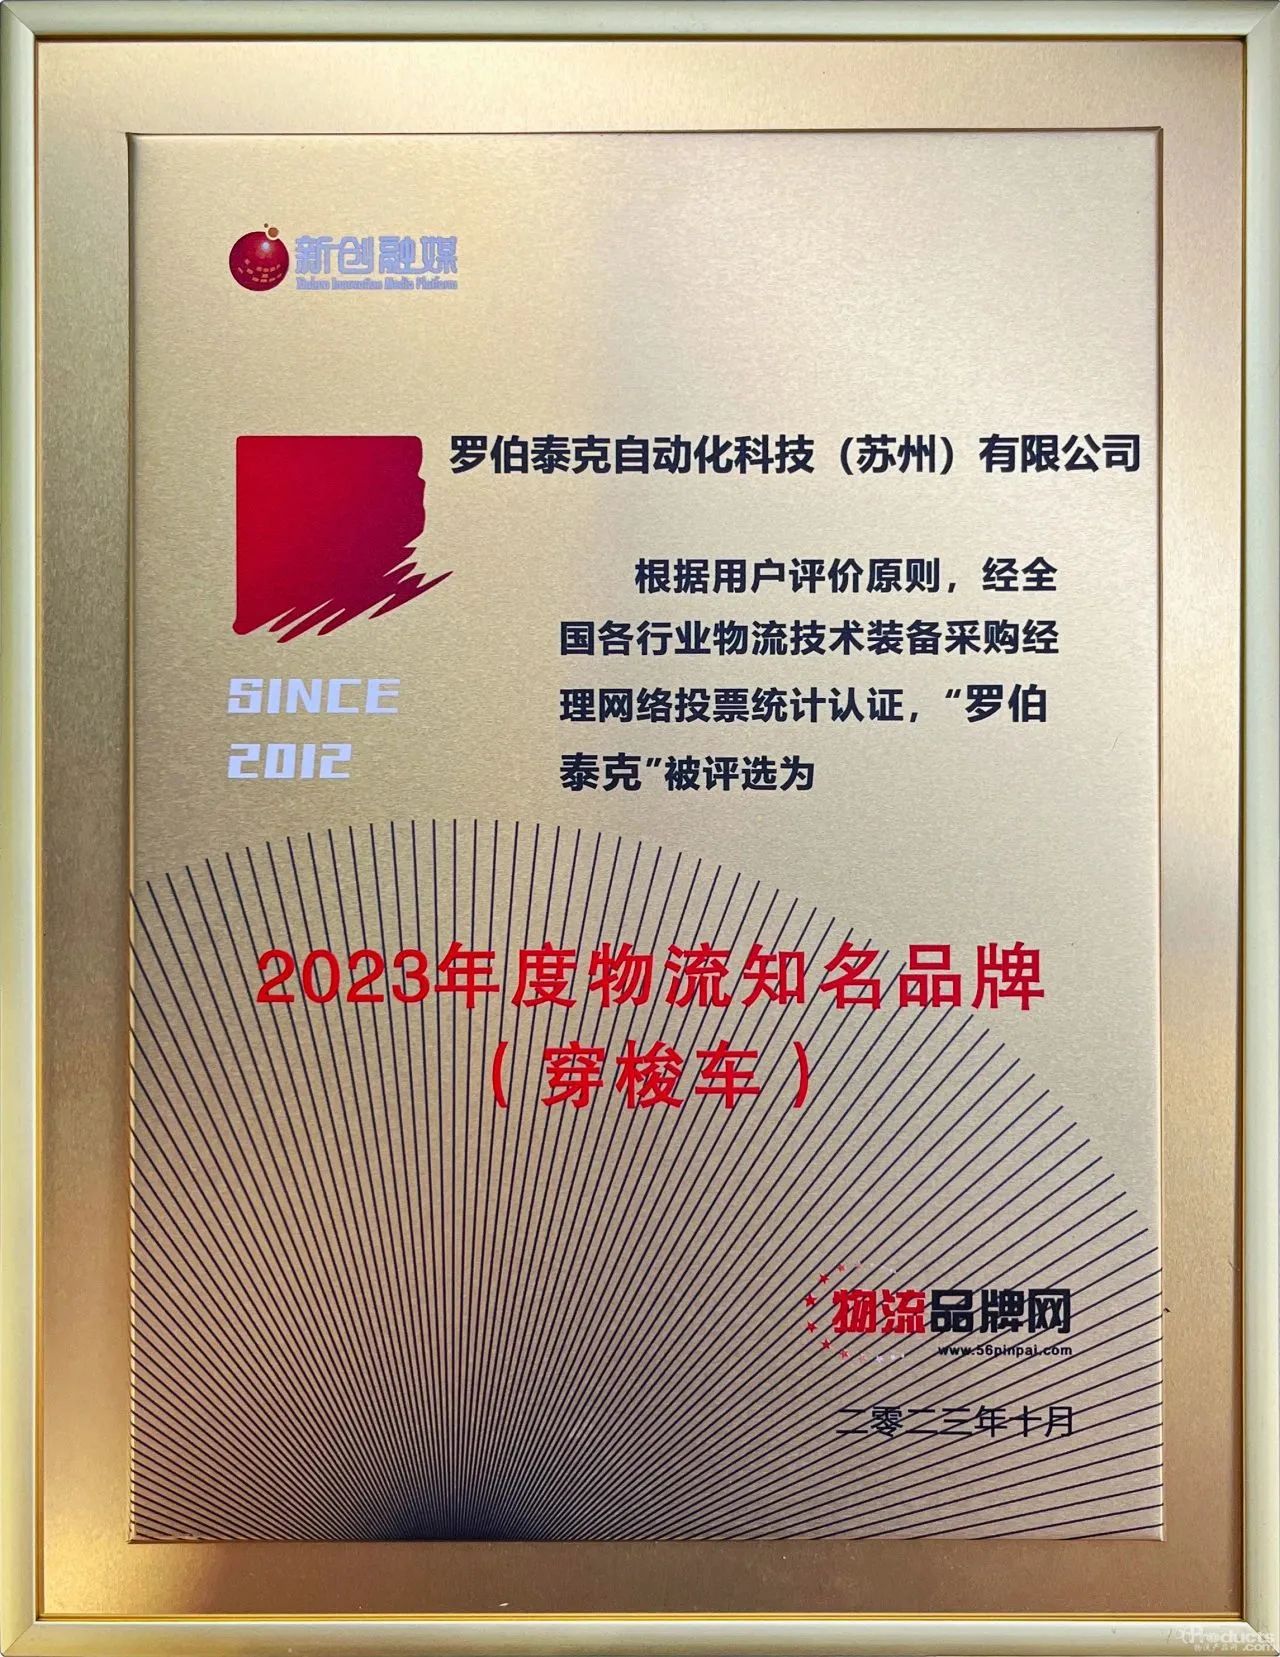 新创融媒
罗伯泰克自动化科技（苏州）有限公司
根据用户评价原则，经全
国各行业物流技术装备采购经
理网络投票统计认证，“罗伯
泰克”被评选为
SINCE
2012
2023年度物流知名品牌
（穿梭车）
物流品牌网
www.56pinpai.com
二零二三年十月